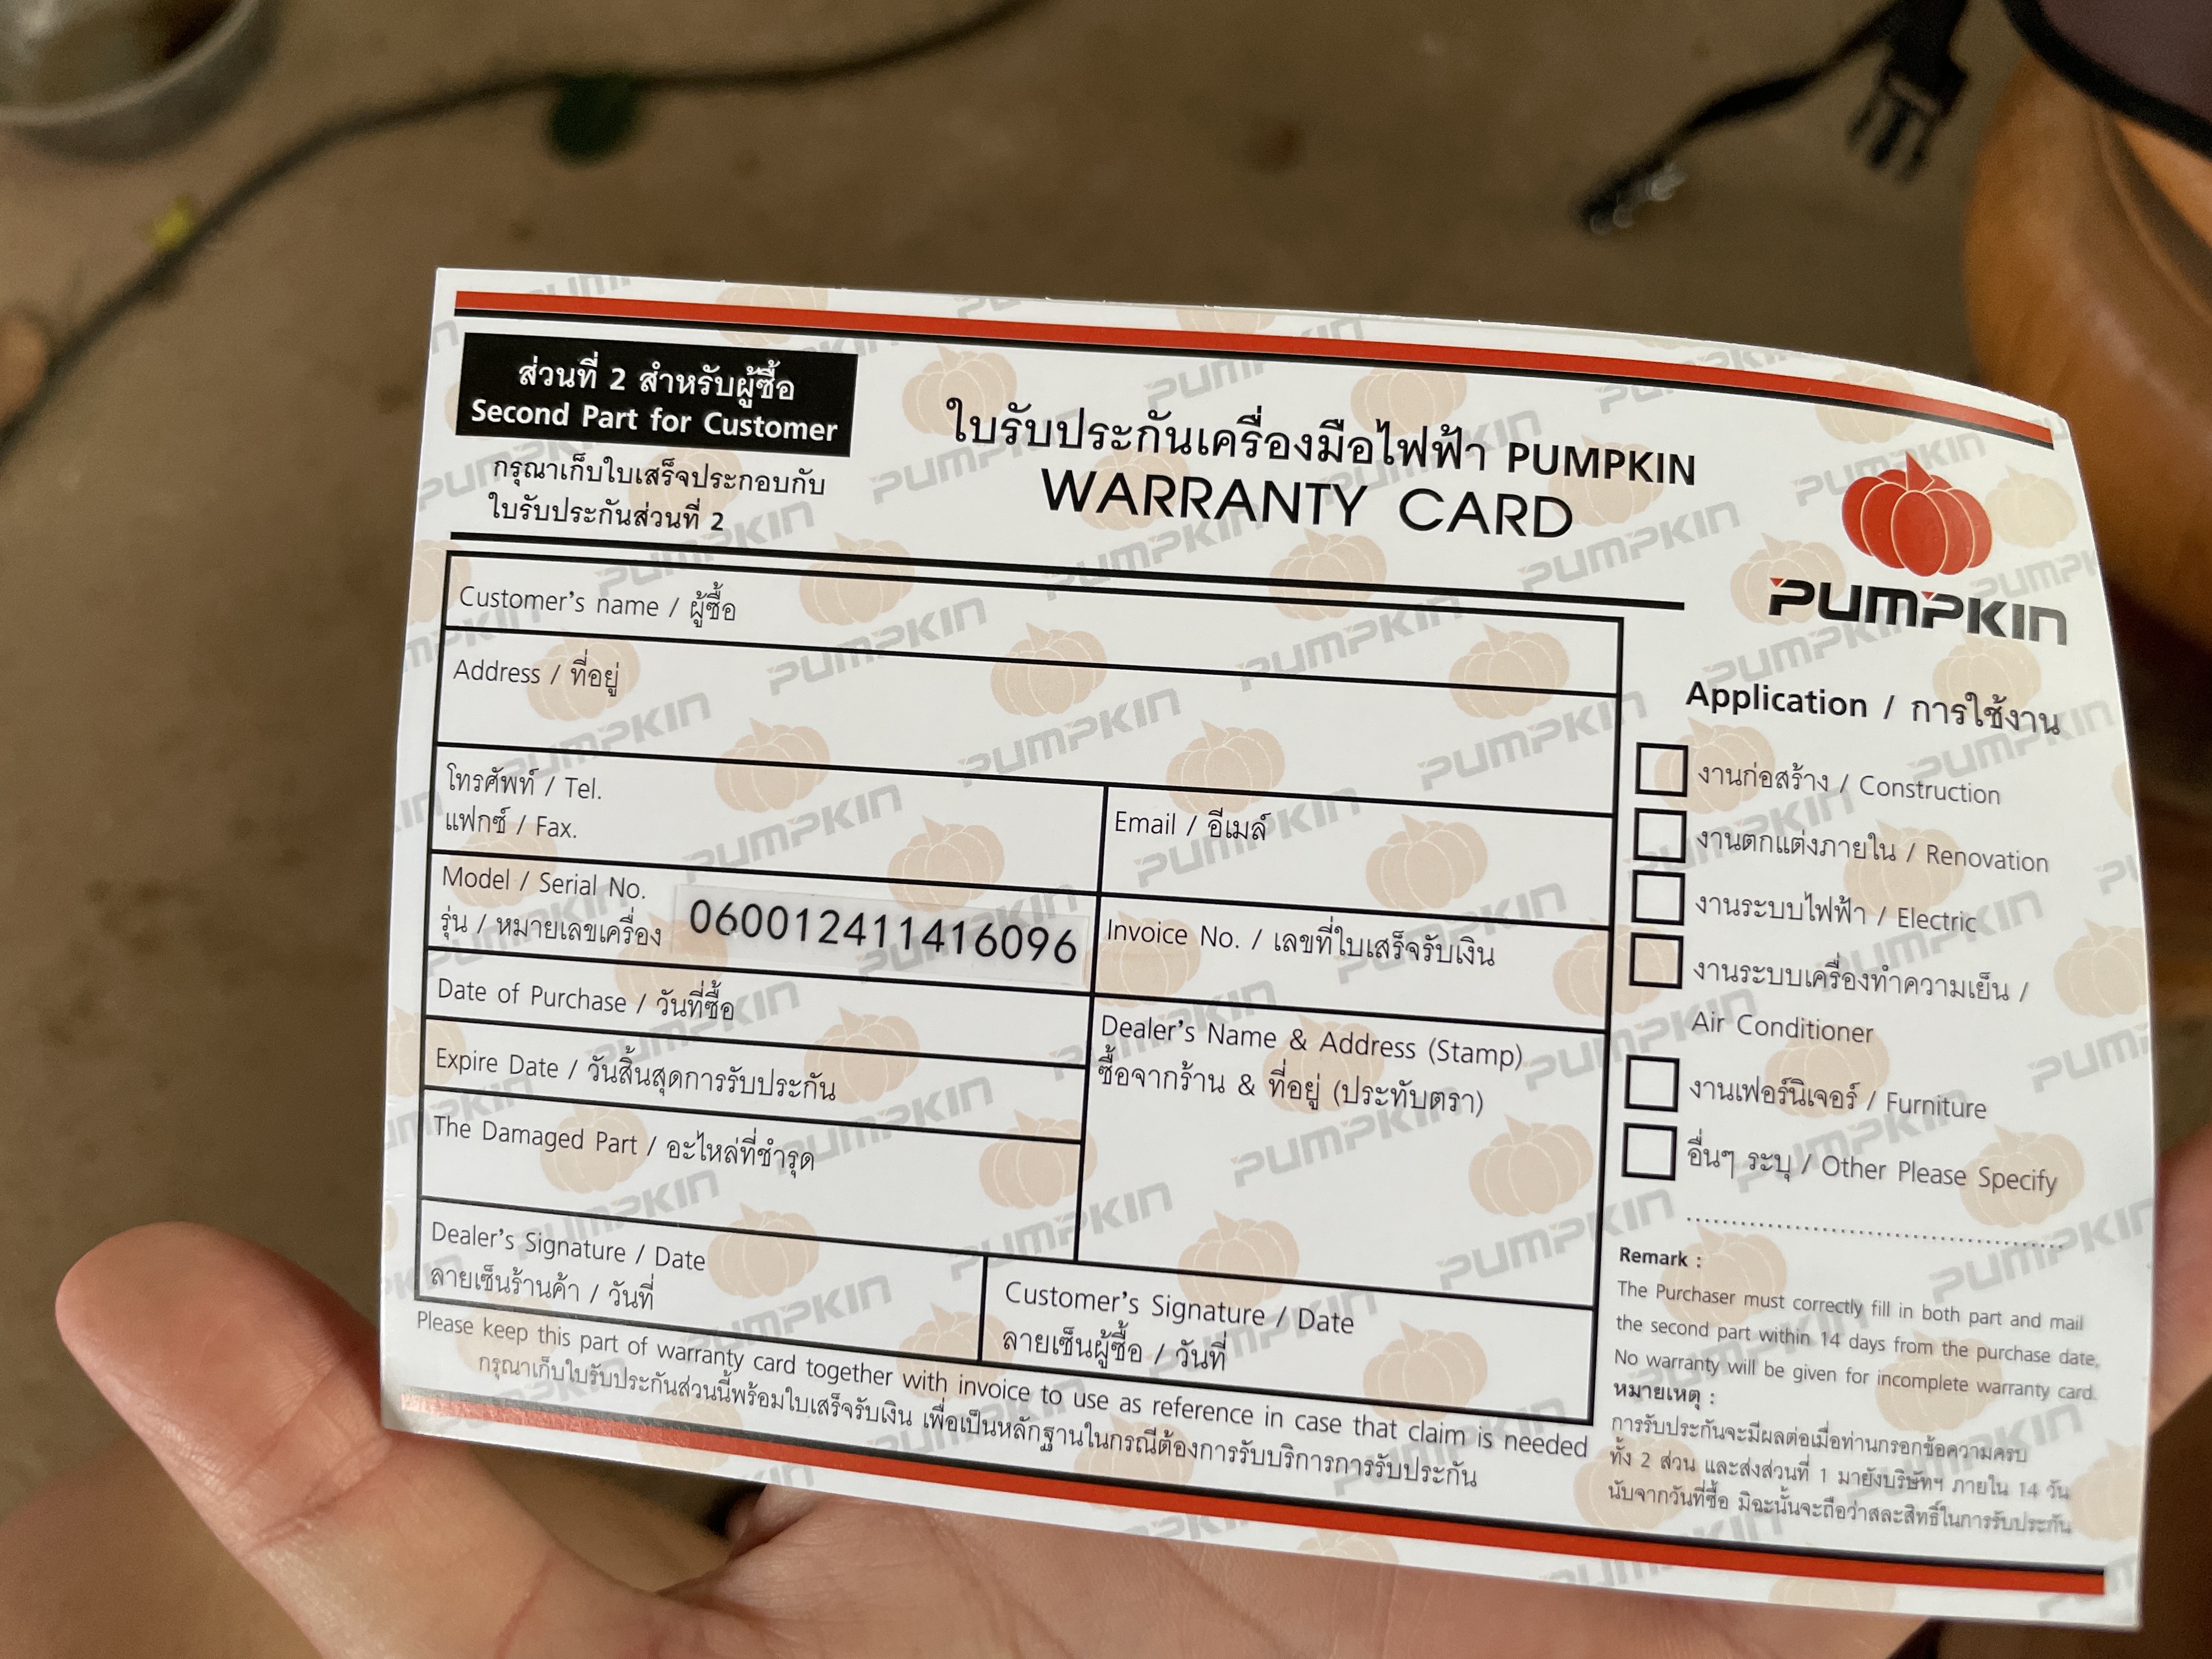 ส่วนที่ 2 สำหรับผู้ซื้อ
Second Part for Customer
กรุณาเก็บใบเสร็จประกอบกับ
ใบรับประกันส่วนที่ 2
ใบรับประกันเครื่องมือไฟฟ้า PUMPKIN
WARRANTY CARD
PUMPKIN
Customer's name / ผู้ซื้อ
Address / ที่อยู่
โทรศัพท์ / Tel.
แฟกซ์ / Fax.
Email / อีเมล์
Model / Serial No.
รุ่น / หมายเลขเครื่อง
060012411416096
Invoice No. / เลขที่ใบเสร็จรับเงิน
Date of Purchase / วันที่ซื้อ
Expire Date / วันสิ้นสุดการรับประกัน
The Damaged Part / อะไหล่ที่ชำรุด
Dealer's Name & Address (Stamp)
ซื้อจากร้าน & ที่อยู่ (ประทับตรา)
Dealer's Signature / Date
ลายเซ็นร้านค้า / วันที่
Customer's Signature / Date
ลายเซ็นผู้ซื้อ / วันที่
Please keep this part of warranty card together with invoice to use as reference in case that claim is needed
กรุณาเก็บใบรับประกันส่วนนี้พร้อมใบเสร็จรับเงิน เพื่อเป็นหลักฐานในกรณีต้องการรับบริการการรับประกัน
Application / การใช้งาน
งานก่อสร้าง / Construction
งานตกแต่งภายใน / Renovation
งานระบบไฟฟ้า / Electric
งานระบบเครื่องทำความเย็น /
Air Conditioner
งานเฟอร์นิเจอร์ / Furniture
อื่นๆ ระบุ / Other Please Specify
Remark :
The Purchaser must correctly fill in both part and mail
the second part within 14 days from the purchase date.
No warranty will be given for incomplete warranty card.
หมายเหตุ :
การรับประกันจะมีผลต่อเมื่อท่านกรอกข้อความครบ
ทั้ง 2 ส่วน และส่งส่วนที่ 1 มายังบริษัทฯ ภายใน 14 วัน
นับจากวันที่ซื้อ มิฉะนั้นจะถือว่าสละสิทธิ์ในการรับประกัน